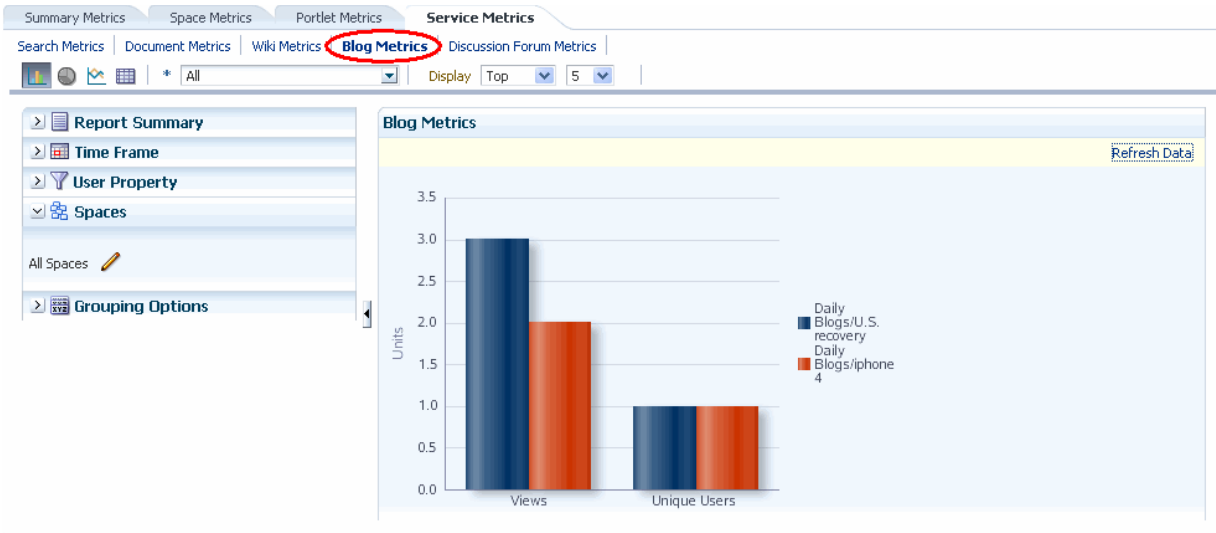 Summary Metrics Space Metrics Portlet Metrics Service Metrics
Search Metrics Document Metrics Wiki Metrics Blog Metrics Discussion Forum Metrics
* All Display Top 5
Report Summary
Time Frame
User Property
Spaces
All Spaces
Grouping Options
Blog Metrics
Refresh Data
3.5
3.0
2.5
2.0
1.5
1.0
0.5
0.0
Units
Views Unique Users
Daily
Blogs/U.S.
recovery
Daily
Blogs/iphone
4